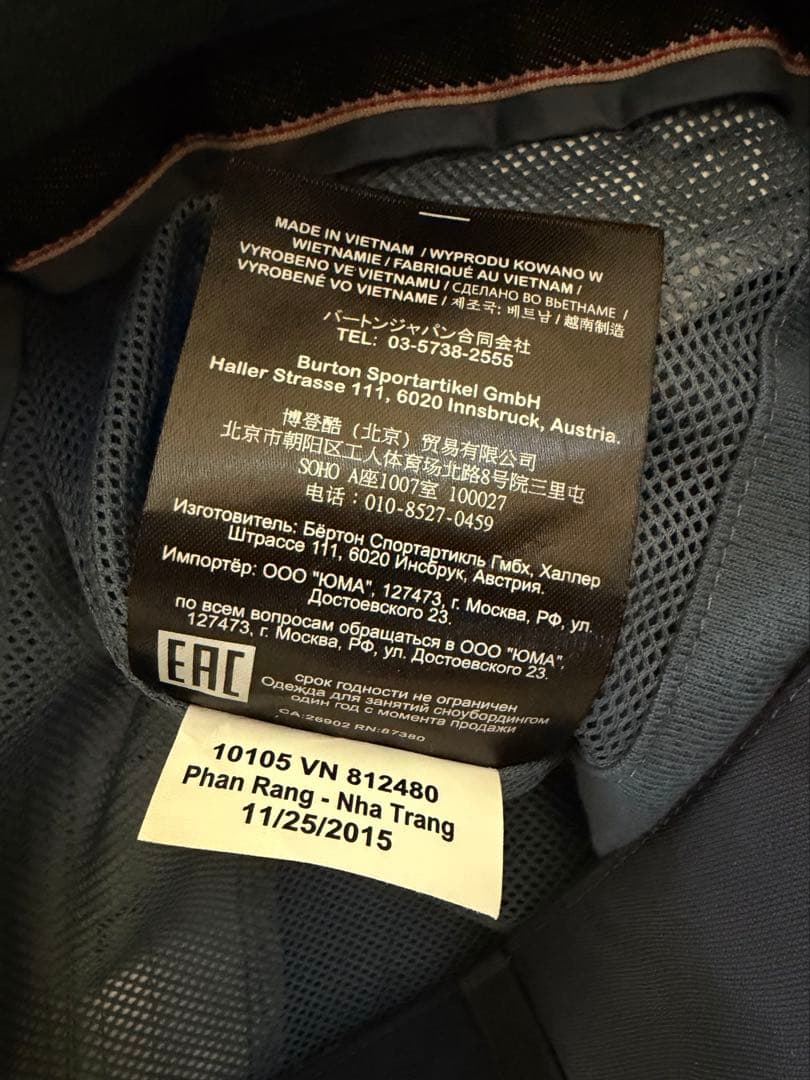 MADE IN VIETNAM / WYPRODU KOWANO W
WIETNAMIE / FABRIQUÉ AU VIETNAM /
VYROBENO VE VIETNAMU / СДЕЛАНО ВО ВЬЕТНАМЕ /
VYROBENÉ VO VIETNAME / 제조국: 베트남 / 越南制造
バートンジャパン合同会社
TEL: 03-5738-2555
Burton Sportartikel GmbH
Haller Strasse 111, 6020 Innsbruck, Austria.
博登酷（北京）贸易有限公司
北京市朝阳区工人体育场北路8号院三里屯
SOHO A座1007室 100027
电话：010-8527-0459
Изготовитель: Бёртон Спортартикль Гмбх, Халлер
Штрассе 111, 6020 Инсбрук, Австрия.
Импортёр: ООО "ЮМА", 127473, г. Москва, РФ, ул.
Достоевского 23.
по всем вопросам обращаться в ООО "ЮМА",
127473, г. Москва, РФ, ул. Достоевского 23.
EAC
срок годности не ограничен
Одежда для занятий сноубордингом
один год с момента продажи
CA:26902 RN:87380
10105 VN 812480
Phan Rang - Nha Trang
11/25/2015